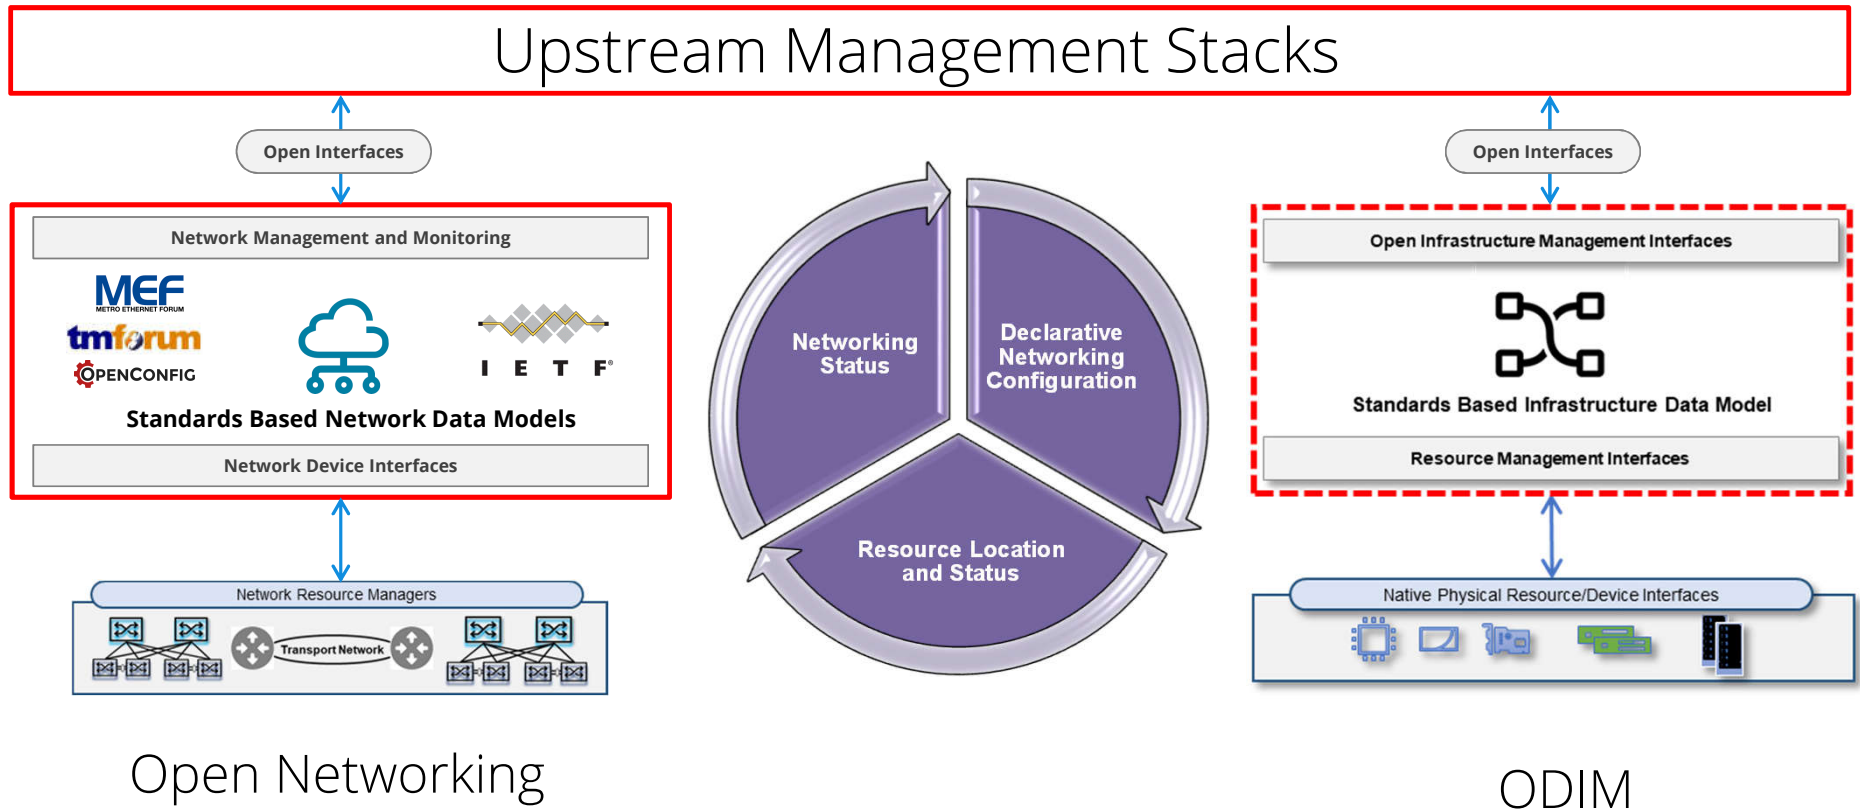 Upstream Management Stacks
Open Interfaces
Open Interfaces
Network Management and Monitoring
MEF
METRO ETHERNET FORUM
tmforum
OPENCONFIG
I E T F®
Standards Based Network Data Models
Network Device Interfaces
Network Resource Managers
Transport Network
Open Networking
Networking
Status
Declarative
Networking
Configuration
Resource Location
and Status
Open Infrastructure Management Interfaces
Standards Based Infrastructure Data Model
Resource Management Interfaces
Native Physical Resource/Device Interfaces
ODIM